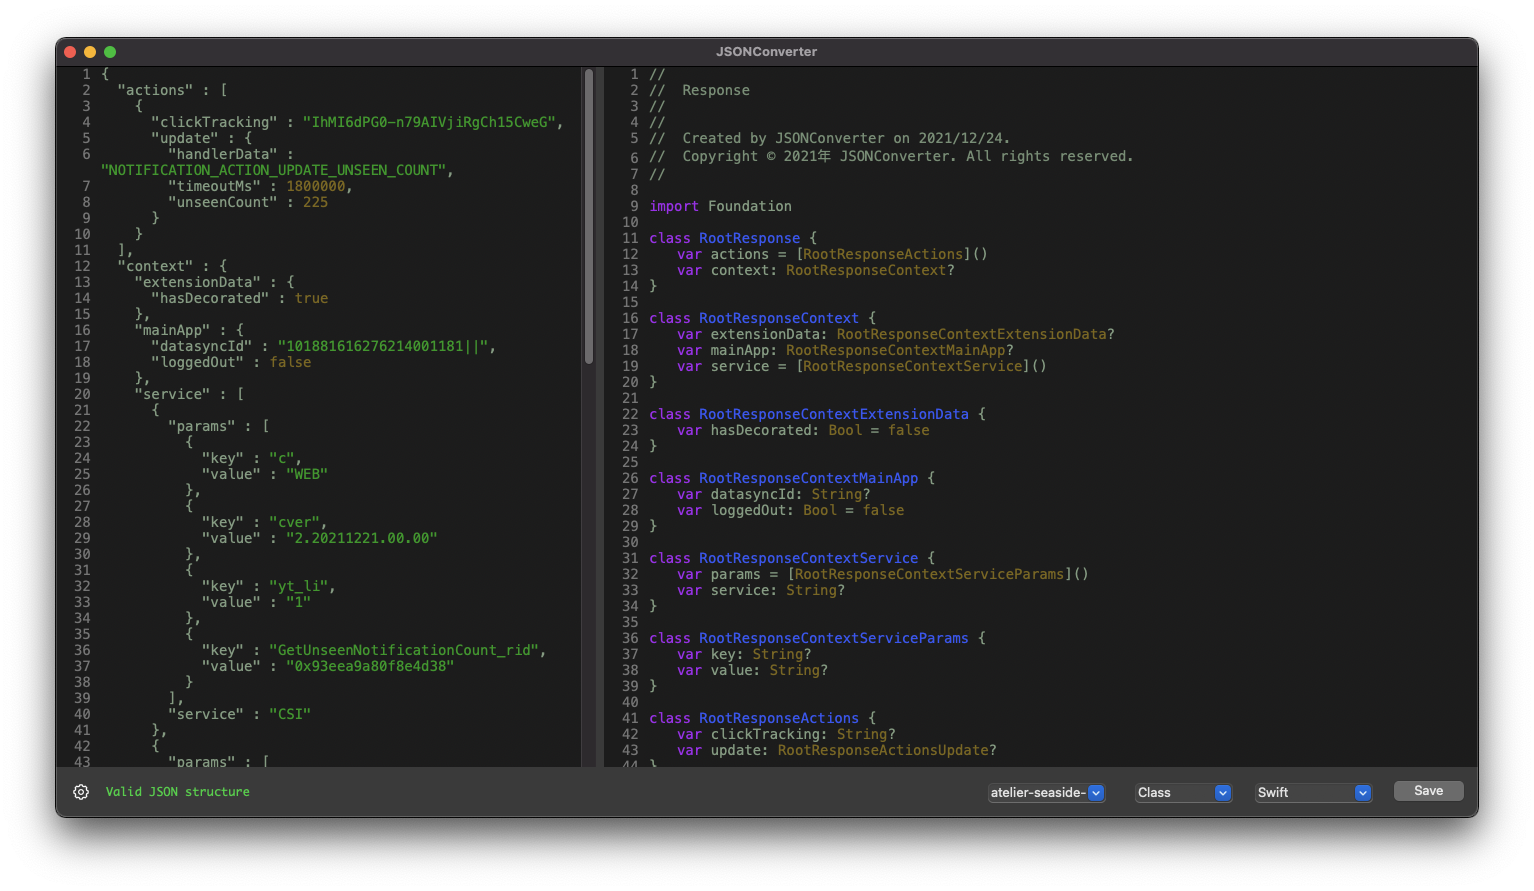 JSONConverter
1 {
2   "actions" : [
3     {
4       "clickTracking" : "IhMI6dPG0-n79AIVjiRgCh15CweG",
5       "update" : {
6         "handlerData" :
"NOTIFICATION_ACTION_UPDATE_UNSEEN_COUNT",
7         "timeoutMs" : 1800000,
8         "unseenCount" : 225
9       }
10     }
11   ],
12   "context" : {
13     "extensionData" : {
14       "hasDecorated" : true
15     },
16     "mainApp" : {
17       "datasyncId" : "101881616276214001181||",
18       "loggedOut" : false
19     },
20     "service" : [
21       {
22         "params" : [
23           {
24             "key" : "c",
25             "value" : "WEB"
26           },
27           {
28             "key" : "cver",
29             "value" : "2.20211221.00.00"
30           },
31           {
32             "key" : "yt_li",
33             "value" : "1"
34           },
35           {
36             "key" : "GetUnseenNotificationCount_rid",
37             "value" : "0x93eea9a80f8e4d38"
38           }
39         ],
40         "service" : "CSI"
41       },
42       {
43         "params" : [
1 //
2 //  Response
3 //
4 //
5 //  Created by JSONConverter on 2021/12/24.
6 //  Copyright © 2021年 JSONConverter. All rights reserved.
7 //
8
9 import Foundation
10
11 class RootResponse {
12    var actions = [RootResponseActions]()
13    var context: RootResponseContext?
14 }
15
16 class RootResponseContext {
17    var extensionData: RootResponseContextExtensionData?
18    var mainApp: RootResponseContextMainApp?
19    var service = [RootResponseContextService]()
20 }
21
22 class RootResponseContextExtensionData {
23    var hasDecorated: Bool = false
24 }
25
26 class RootResponseContextMainApp {
27    var datasyncId: String?
28    var loggedOut: Bool = false
29 }
30
31 class RootResponseContextService {
32    var params = [RootResponseContextServiceParams]()
33    var service: String?
34 }
35
36 class RootResponseContextServiceParams {
37    var key: String?
38    var value: String?
39 }
40
41 class RootResponseActions {
42    var clickTracking: String?
43    var update: RootResponseActionsUpdate?
44 }
Valid JSON structure
atelier-seaside-
Class
Swift
Save